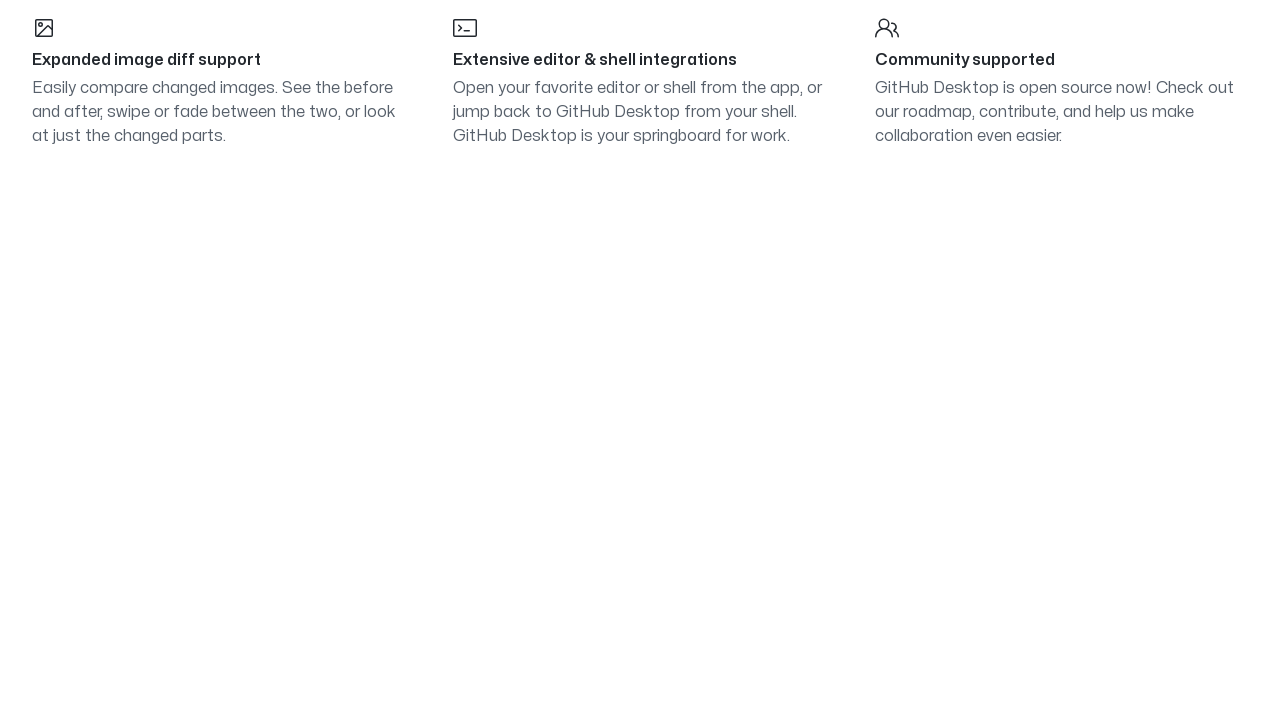 Expanded image diff support
Easily compare changed images. See the before
and after, swipe or fade between the two, or look
at just the changed parts.
Extensive editor & shell integrations
Open your favorite editor or shell from the app, or
jump back to GitHub Desktop from your shell.
GitHub Desktop is your springboard for work.
Community supported
GitHub Desktop is open source now! Check out
our roadmap, contribute, and help us make
collaboration even easier.